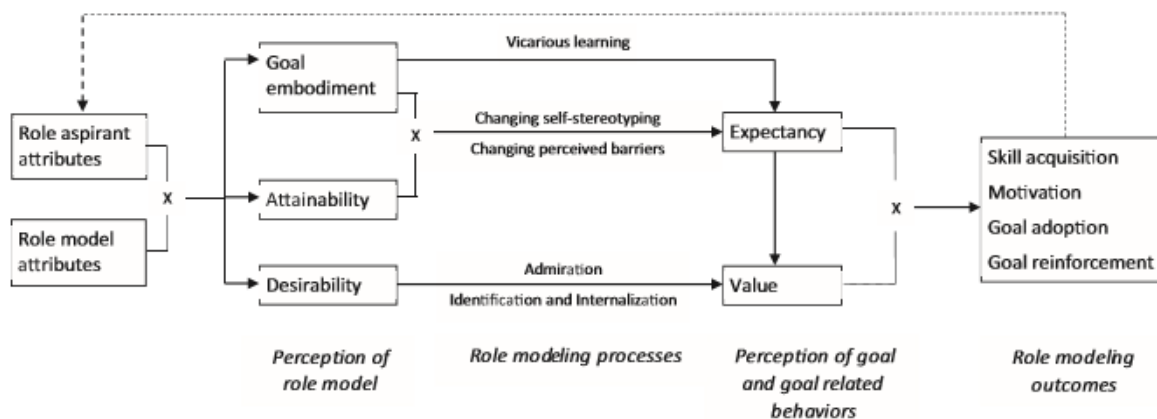 Vicarious learning
Goal
embodiment
Role aspirant
attributes
X
Role model
attributes
X
Changing self-stereotyping
Changing perceived barriers
Attainability
Expectancy
X
Skill acquisition
Motivation
Goal adoption
Goal reinforcement
Desirability
Admiration
Identification and Internalization
Value
Perception of
role model
Role modeling processes
Perception of goal
and goal related
behaviors
Role modeling
outcomes